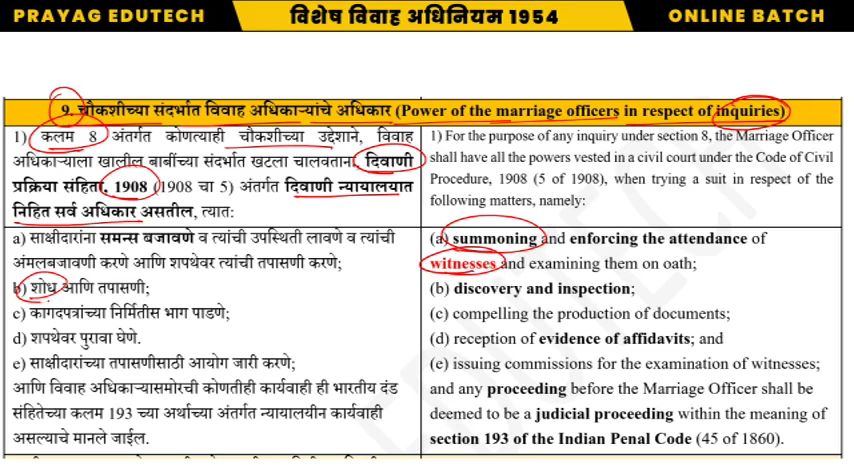 PRAYAG EDUTECH
विशेष विवाह अधिनियम 1954
ONLINE BATCH
9. चौकशीच्या संदर्भात विवाह अधिकाऱ्यांचे अधिकार (Power of the marriage officers in respect of inquiries)
1) कलम 8 अंतर्गत कोणत्याही चौकशीच्या उद्देशाने, विवाह
अधिकाऱ्याला खालील बाबींच्या संदर्भात खटला चालवताना, दिवाणी
प्रक्रिया संहिता, 1908 (1908 चा 5) अंतर्गत दिवाणी न्यायालयात
निहित सर्व अधिकार असतील, त्यात:
1) For the purpose of any inquiry under section 8, the Marriage Officer
shall have all the powers vested in a civil court under the Code of Civil
Procedure, 1908 (5 of 1908), when trying a suit in respect of the
following matters, namely:
a) साक्षीदारांना समन्स बजावणे व त्यांची उपस्थिती लावणे व त्यांची
अंमलबजावणी करणे आणि शपथेवर त्यांची तपासणी करणे;
b) शोध आणि तपासणी;
c) कागदपत्रांच्या निर्मितीस भाग पाडणे;
d) शपथेवर पुरावा घेणे.
e) साक्षीदारांच्या तपासणीसाठी आयोग जारी करणे;
आणि विवाह अधिकाऱ्यासमोरची कोणतीही कार्यवाही ही भारतीय दंड
संहितेच्या कलम 193 च्या अर्थाच्या अंतर्गत न्यायालयीन कार्यवाही
असल्याचे मानले जाईल.
(a) summoning and enforcing the attendance of
witnesses and examining them on oath;
(b) discovery and inspection;
(c) compelling the production of documents;
(d) reception of evidence of affidavits; and
(e) issuing commissions for the examination of witnesses;
and any proceeding before the Marriage Officer shall be
deemed to be a judicial proceeding within the meaning of
section 193 of the Indian Penal Code (45 of 1860).